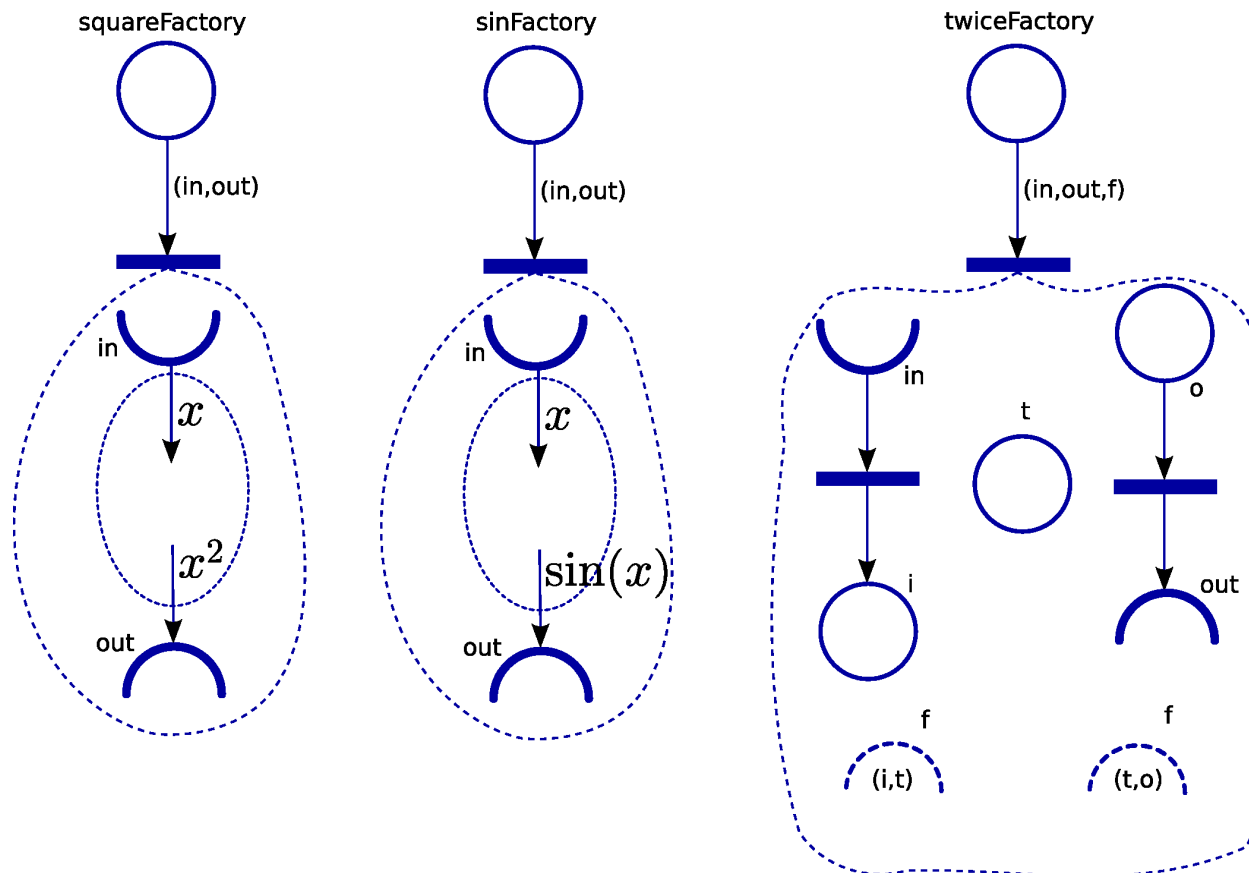 squareFactory
sinFactory
twiceFactory
(in,out)
(in,out)
(in,out,f)
in
in
in
o
x
x
t
x²
sin(x)
i
out
out
out
f
f
(i,t)
(t,o)